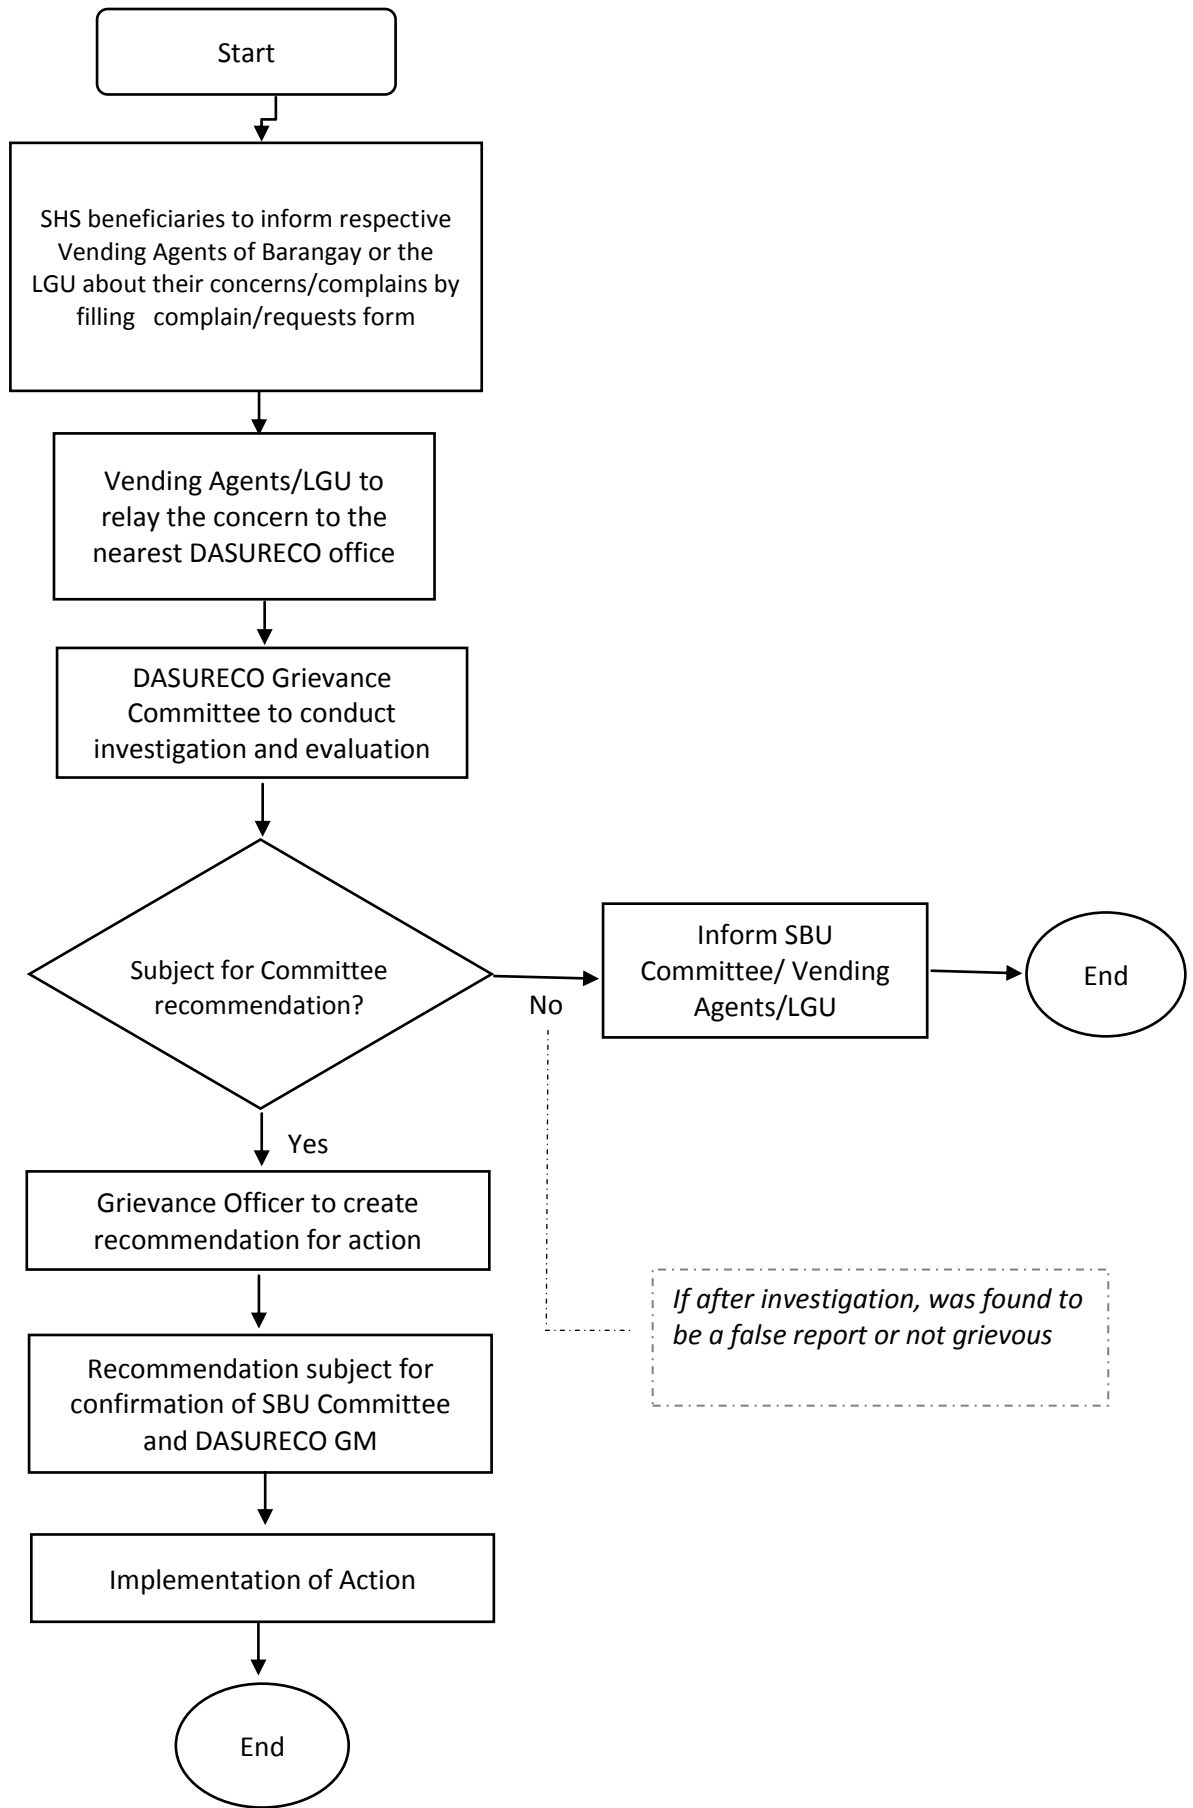 Start
SHS beneficiaries to inform respective
Vending Agents of Barangay or the
LGU about their concerns/complains by
filling complain/requests form
Vending Agents/LGU to
relay the concern to the
nearest DASURECO office
DASURECO Grievance
Committee to conduct
investigation and evaluation
Subject for Committee
recommendation?
No
Inform SBU
Committee/ Vending
Agents/LGU
End
Yes
Grievance Officer to create
recommendation for action
If after investigation, was found to
be a false report or not grievous
Recommendation subject for
confirmation of SBU Committee
and DASURECO GM
Implementation of Action
End